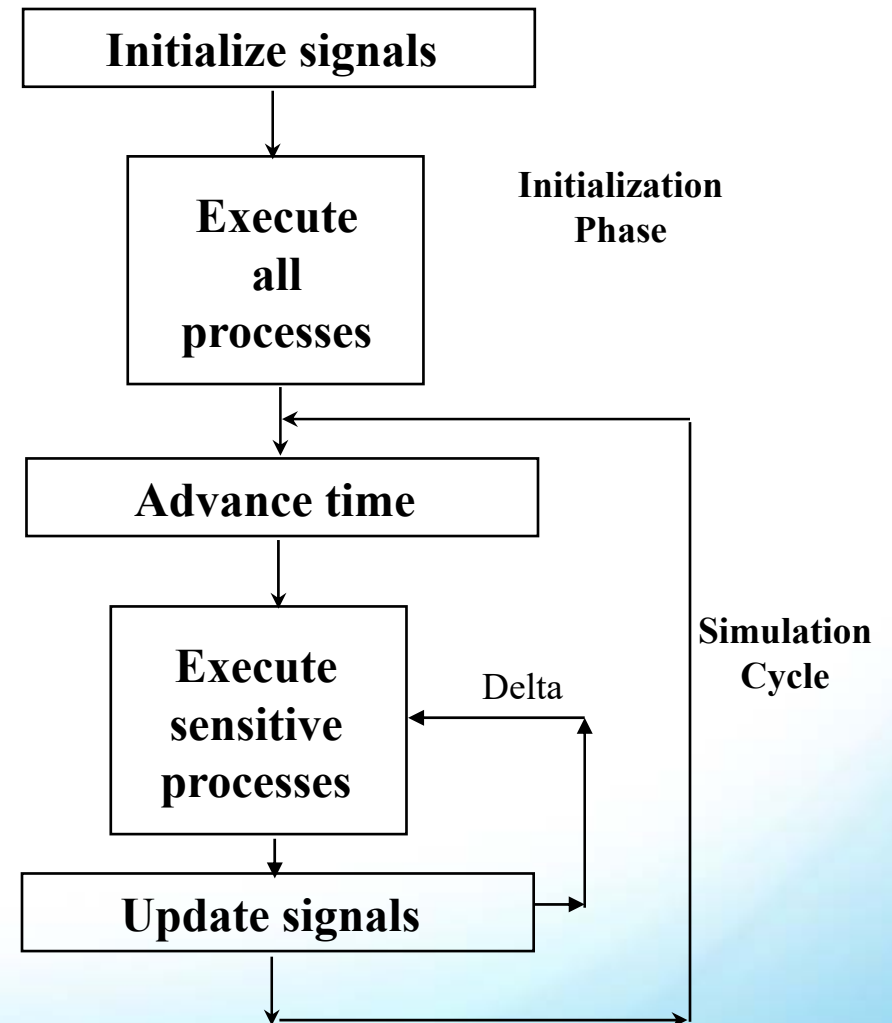 Initialize signals
Execute
all
processes
Initialization
Phase
Advance time
Execute
sensitive
processes
Delta
Simulation
Cycle
Update signals